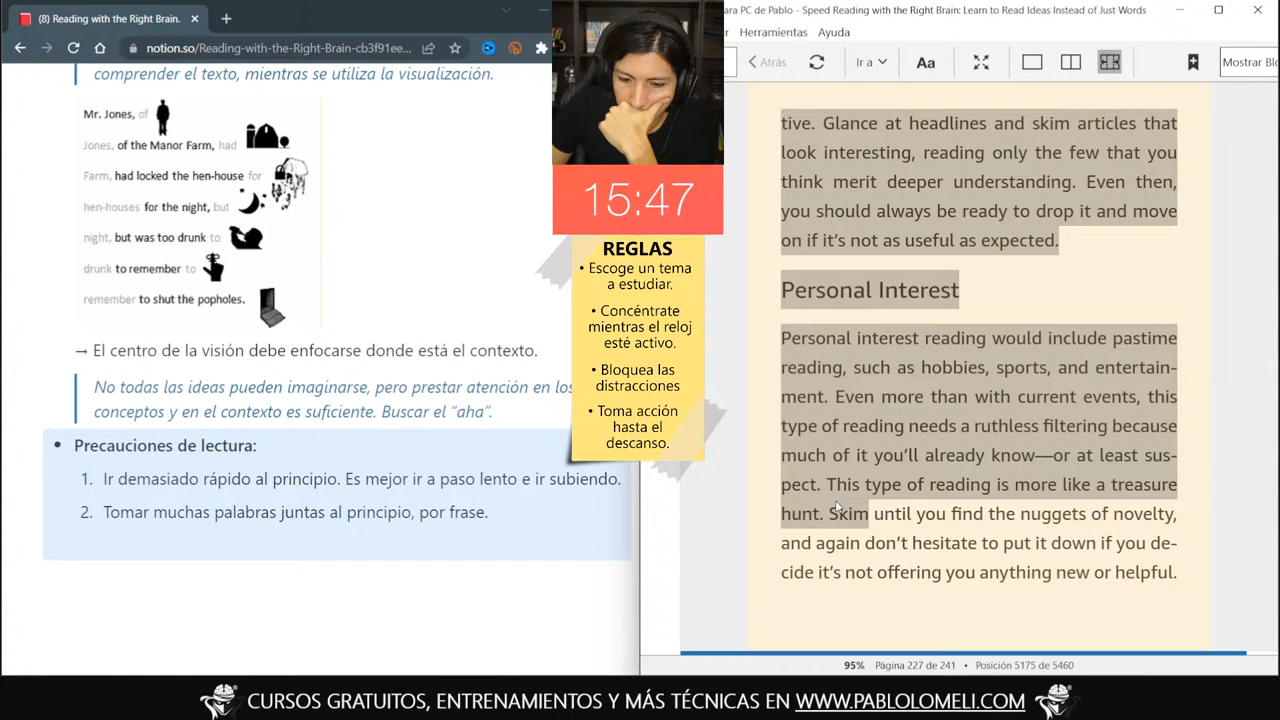 (8) Reading with the Right Brain.
notion.so/Reading-with-the-Right-Brain-cb3f91ee...
comprender el texto, mientras se utiliza la visualización.
Mr. Jones, of
Jones, of the Manor Farm, had
Farm, had locked the hen-house for
hen-houses for the night, but
night, but was too drunk to
drunk to remember to
remember to shut the popholes.
→ El centro de la visión debe enfocarse donde está el contexto.
No todas las ideas pueden imaginarse, pero prestar atención en los
conceptos y en el contexto es suficiente. Buscar el “aha”.
• Precauciones de lectura:
1. Ir demasiado rápido al principio. Es mejor ir a paso lento e ir subiendo.
2. Tomar muchas palabras juntas al principio, por frase.
15:47
REGLAS
• Escoge un tema
a estudiar.
• Concéntrate
mientras el reloj
esté activo.
• Bloquea las
distracciones
• Toma acción
hasta el
descanso.
ara PC de Pablo - Speed Reading with the Right Brain: Learn to Read Ideas Instead of Just Words
Herramientas Ayuda
Atrás Ir a Aa Mostrar Blo
tive. Glance at headlines and skim articles that
look interesting, reading only the few that you
think merit deeper understanding. Even then,
you should always be ready to drop it and move
on if it’s not as useful as expected.
Personal Interest
Personal interest reading would include pastime
reading, such as hobbies, sports, and entertain-
ment. Even more than with current events, this
type of reading needs a ruthless filtering because
much of it you’ll already know—or at least sus-
pect. This type of reading is more like a treasure
hunt. Skim until you find the nuggets of novelty,
and again don’t hesitate to put it down if you de-
cide it’s not offering you anything new or helpful.
95% Página 227 de 241 • Posición 5175 de 5460
CURSOS GRATUITOS, ENTRENAMIENTOS Y MÁS TÉCNICAS EN WWW.PABLOLOMELI.COM